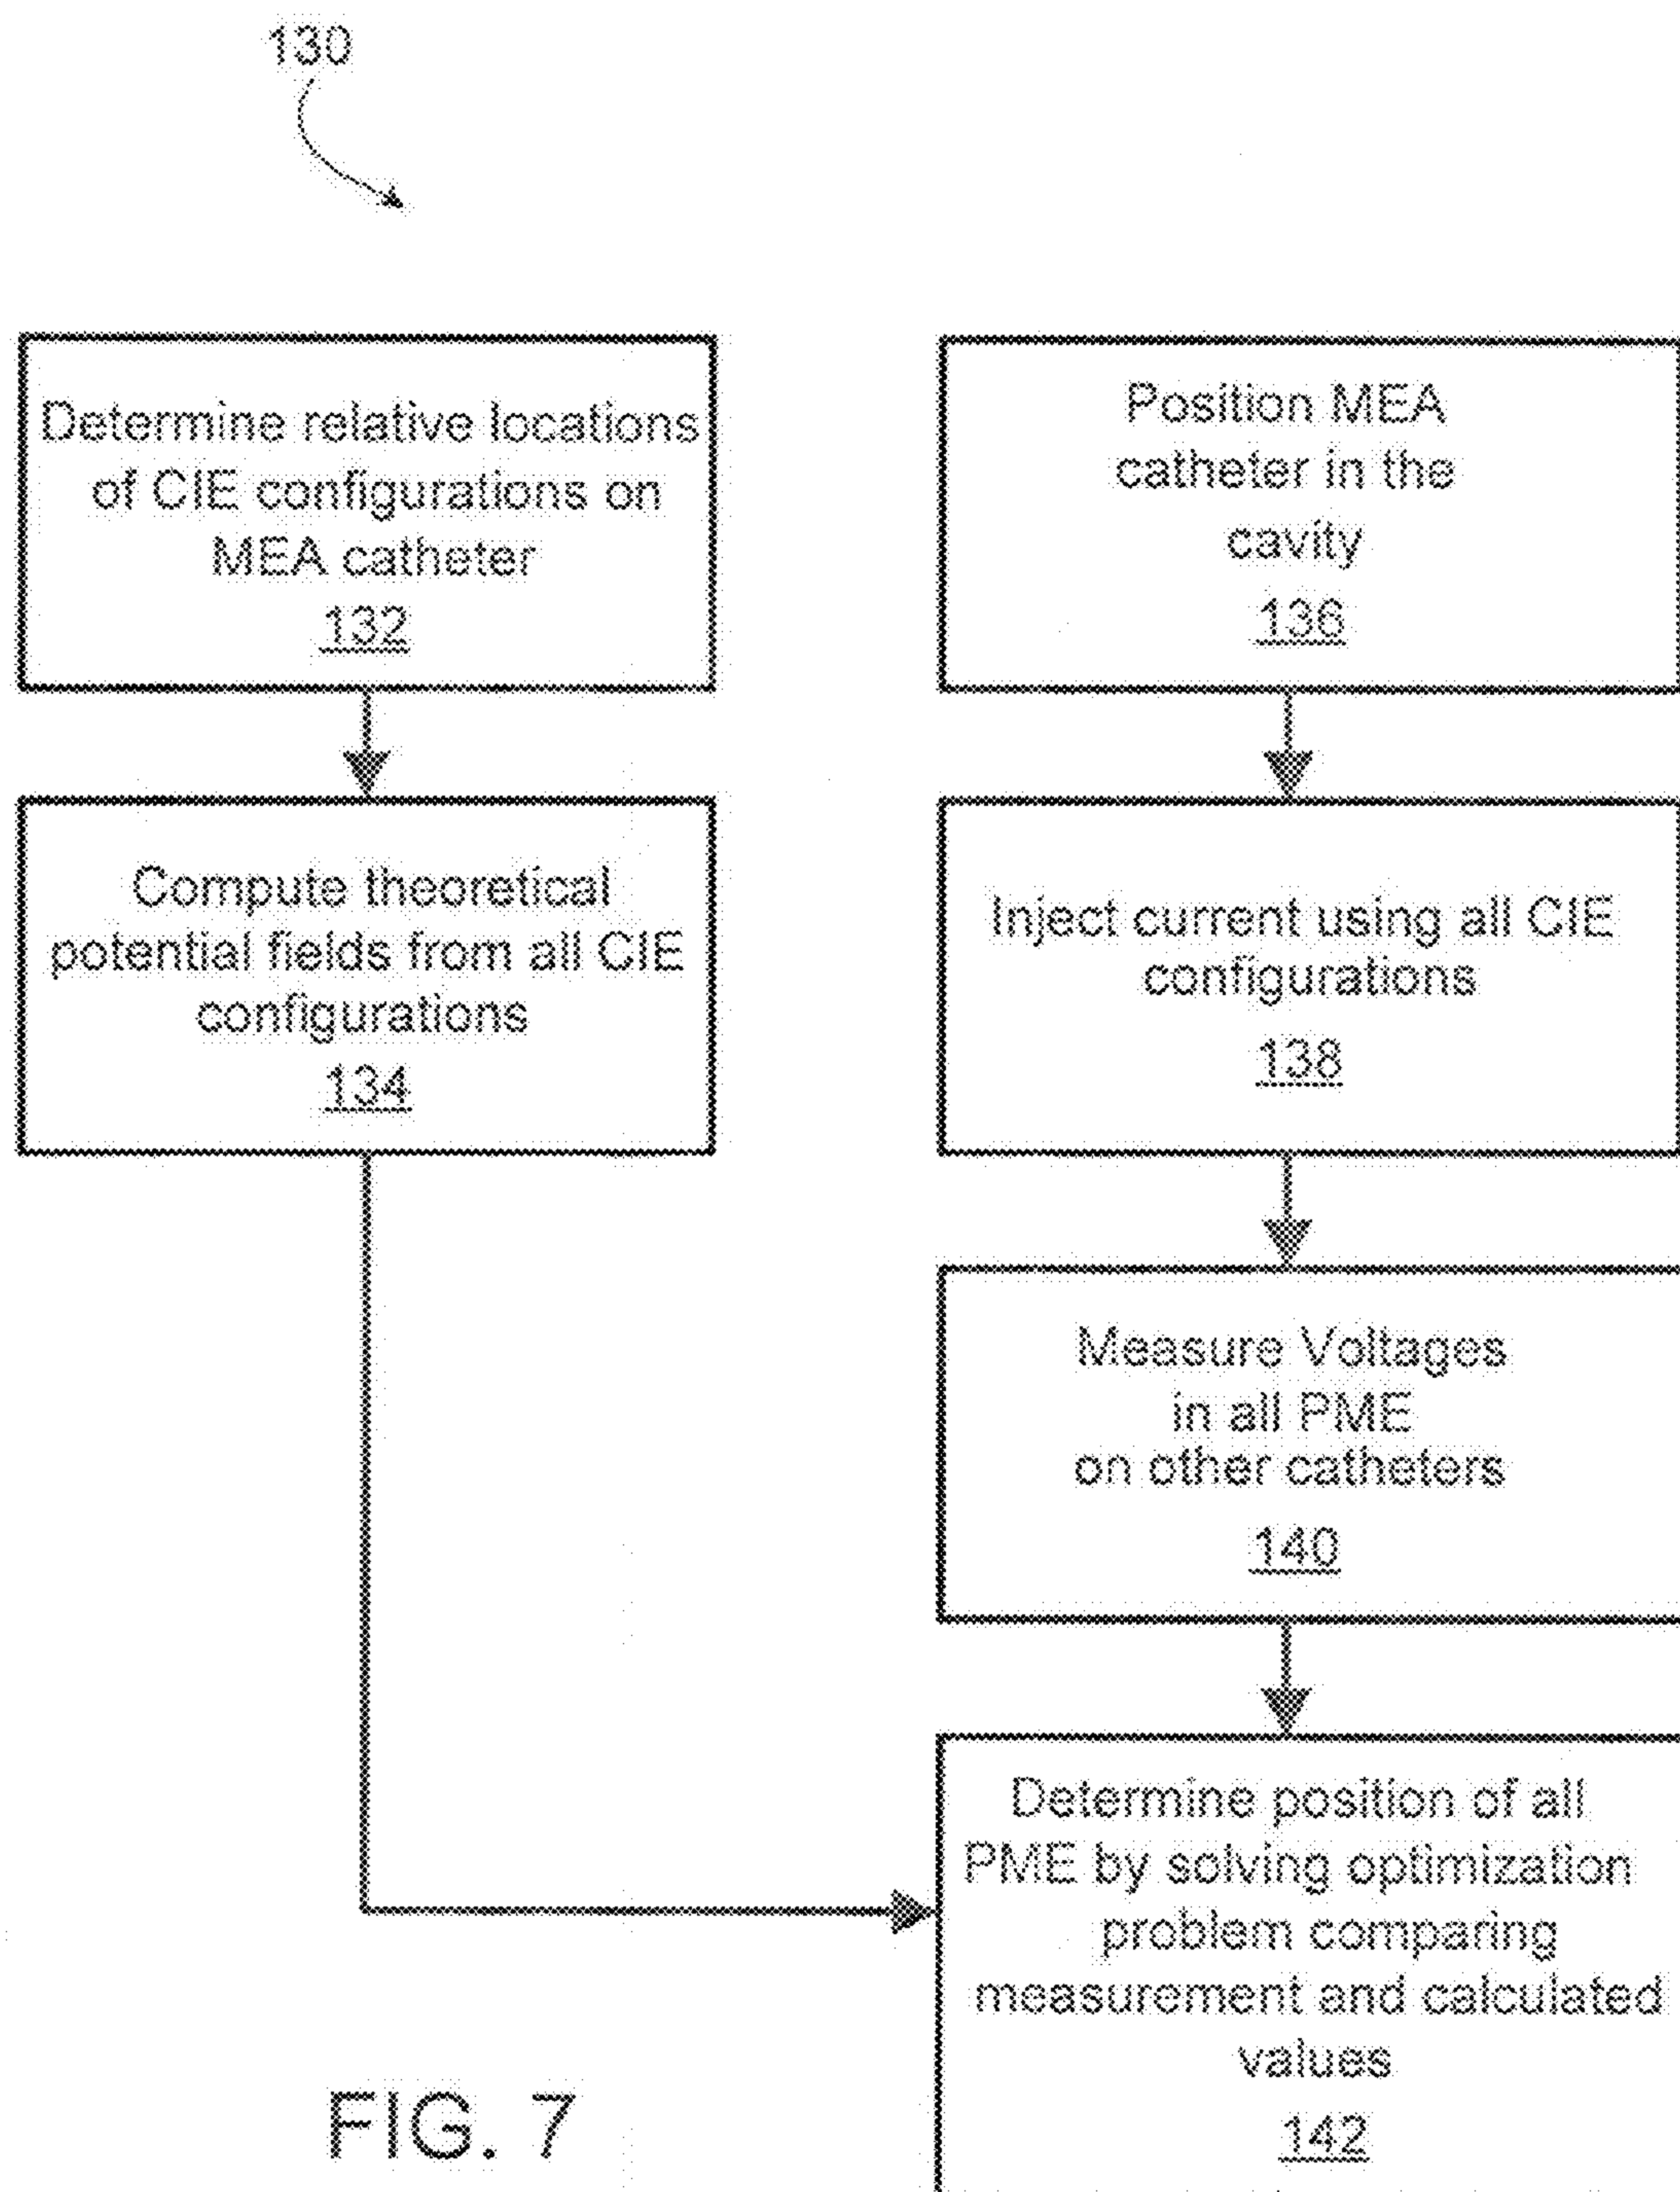 130
Determine relative locations
of CIE configurations on
MEA catheter
132
Compute theoretical
potential fields from all CIE
configurations
134
Position MEA
catheter in the
cavity
136
Inject current using all CIE
configurations
138
Measure Voltages
in all PME
on other catheters
140
Determine position of all
PME by solving optimization
problem comparing
measurement and calculated
values
142
FIG. 7